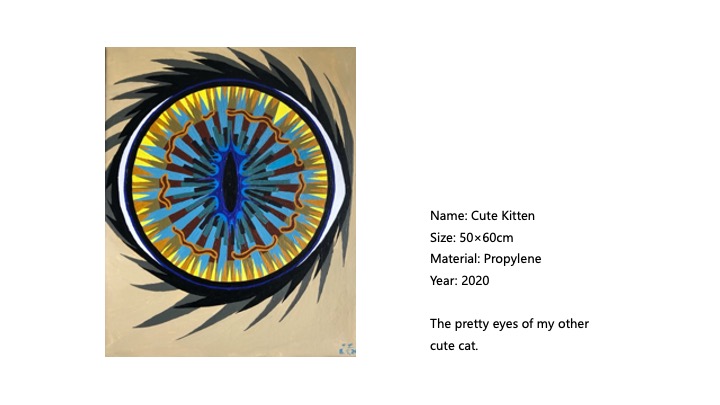 Name: Cute Kitten
Size: 50×60cm
Material: Propylene
Year: 2020
The pretty eyes of my other
cute cat.